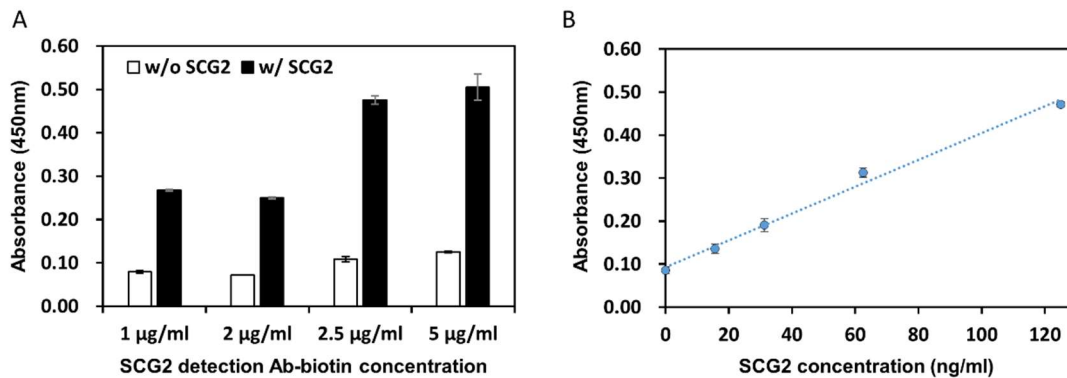 A
0.60
0.50
0.40
0.30
0.20
0.10
0.00
Absorbance (450nm)
w/o SCG2 w/ SCG2
1 µg/ml 2 µg/ml 2.5 µg/ml 5 µg/ml
SCG2 detection Ab-biotin concentration
B
0.60
0.50
0.40
0.30
0.20
0.10
0.00
Absorbance (450nm)
0 20 40 60 80 100 120
SCG2 concentration (ng/ml)